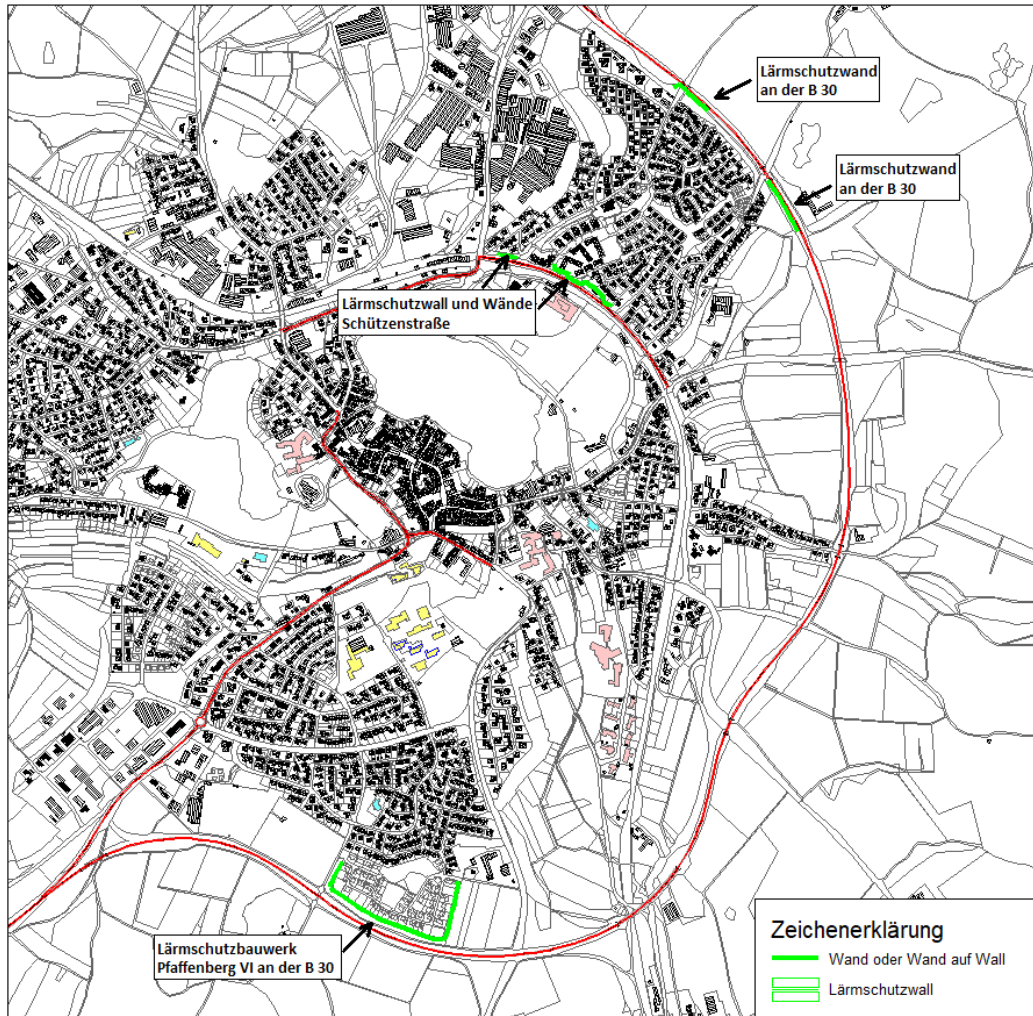 Lärmschutzwand
an der B 30
Lärmschutzwand
an der B 30
Lärmschutzwall und Wände
Schützenstraße
Lärmschutzbauwerk
Pfaffenberg VI an der B 30
Zeichenerklärung
Wand oder Wand auf Wall
Lärmschutzwall